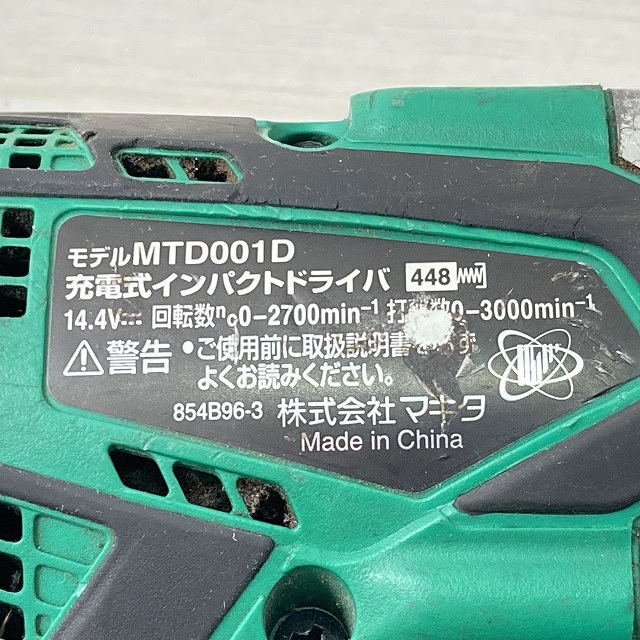 モデルMTD001D
充電式インパクトドライバ 448
14.4V⎓ 回転数n₀0-2700min⁻¹ 打 0-3000min⁻¹
⚠警告 •ご使用前に取扱説明書
よくお読みください。
854B96-3 株式会社マキタ
Made in China